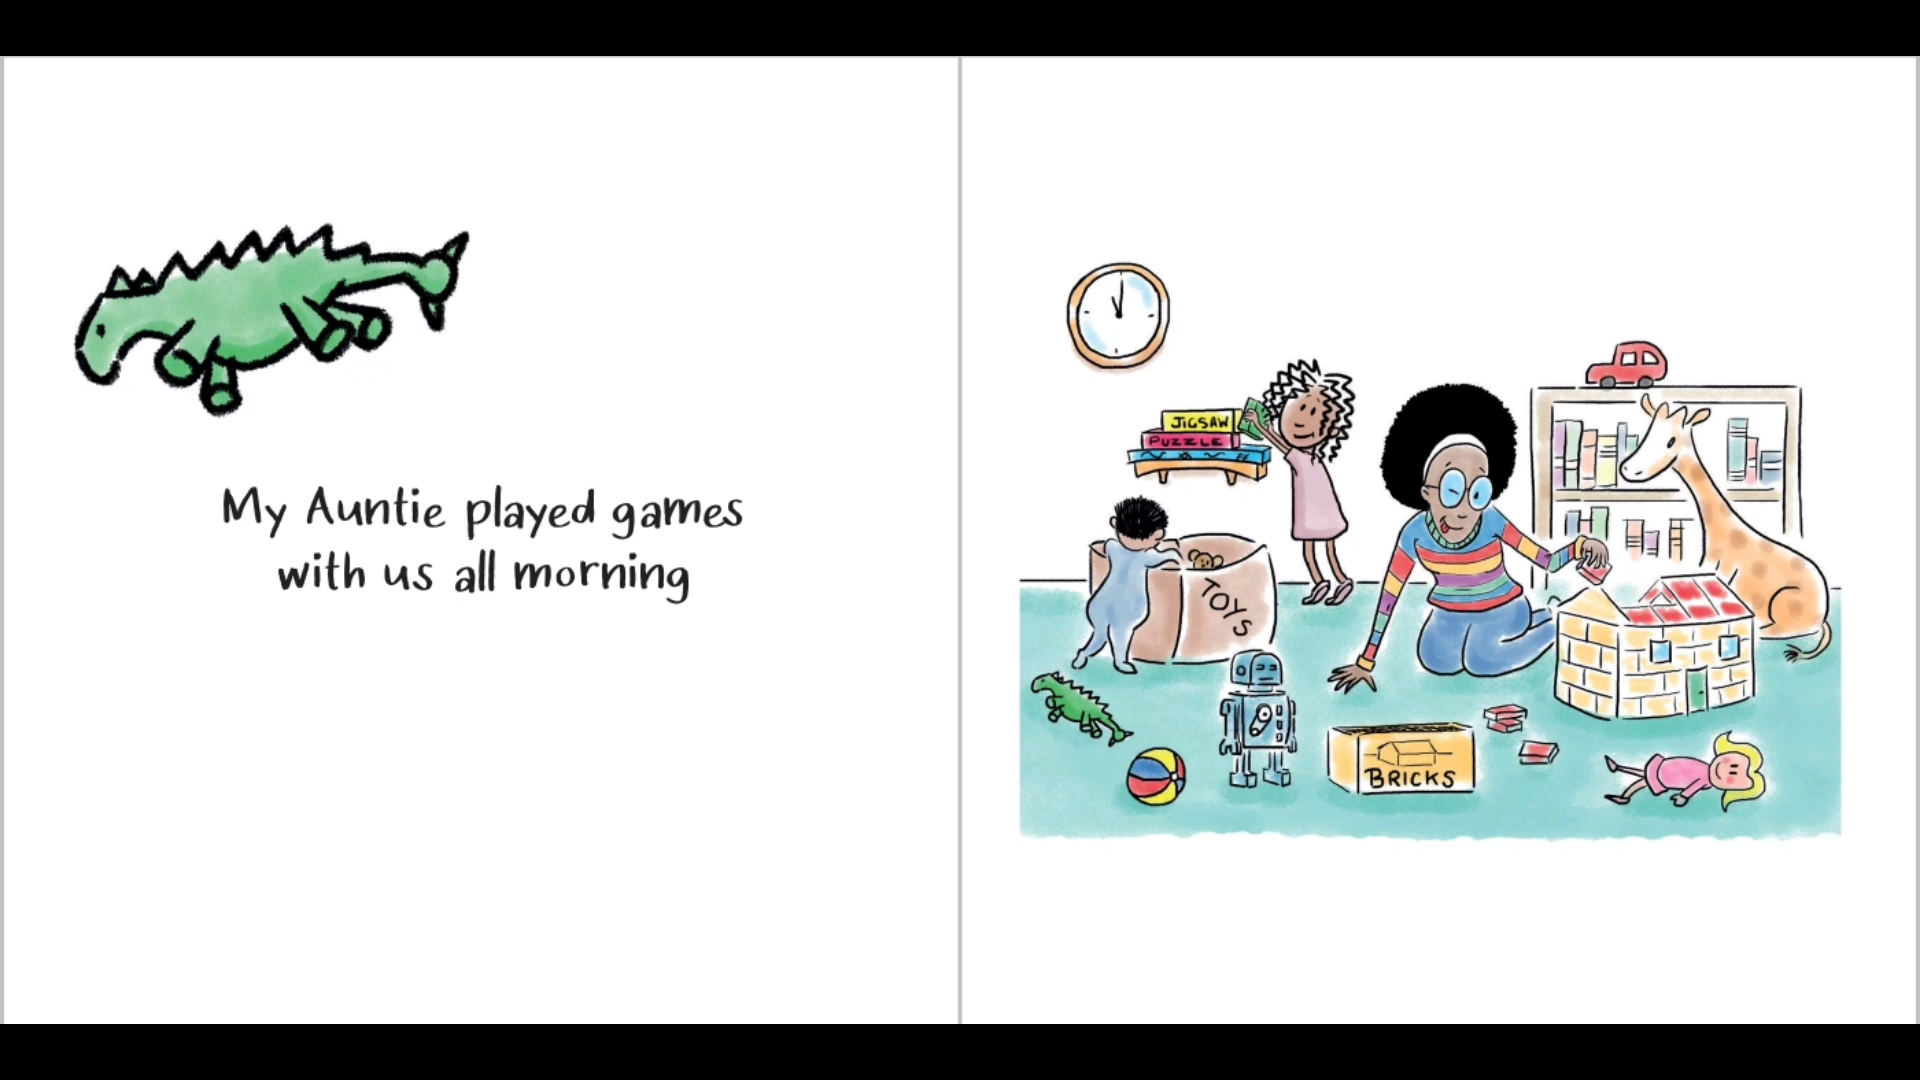 My Auntie played games
with us all morning
JIGSAW
PUZZLE
TOYS
BRICKS